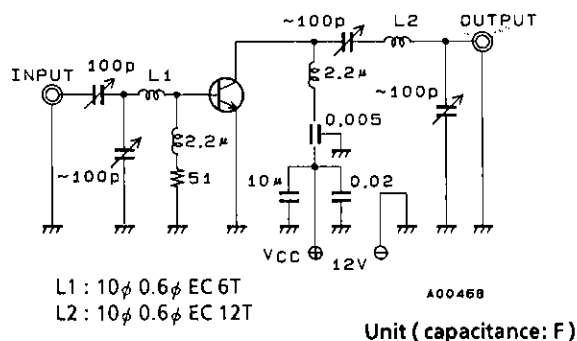 ~100p
L2
OUTPUT
INPUT
100p
L1
2.2μ
~100p
2.2μ
0.005
~100p
51
10μ
0.02
VCC ⊕ 12V ⊖
L1 : 10φ 0.6φ EC 6T
L2 : 10φ 0.6φ EC 12T
A00468
Unit ( capacitance: F )